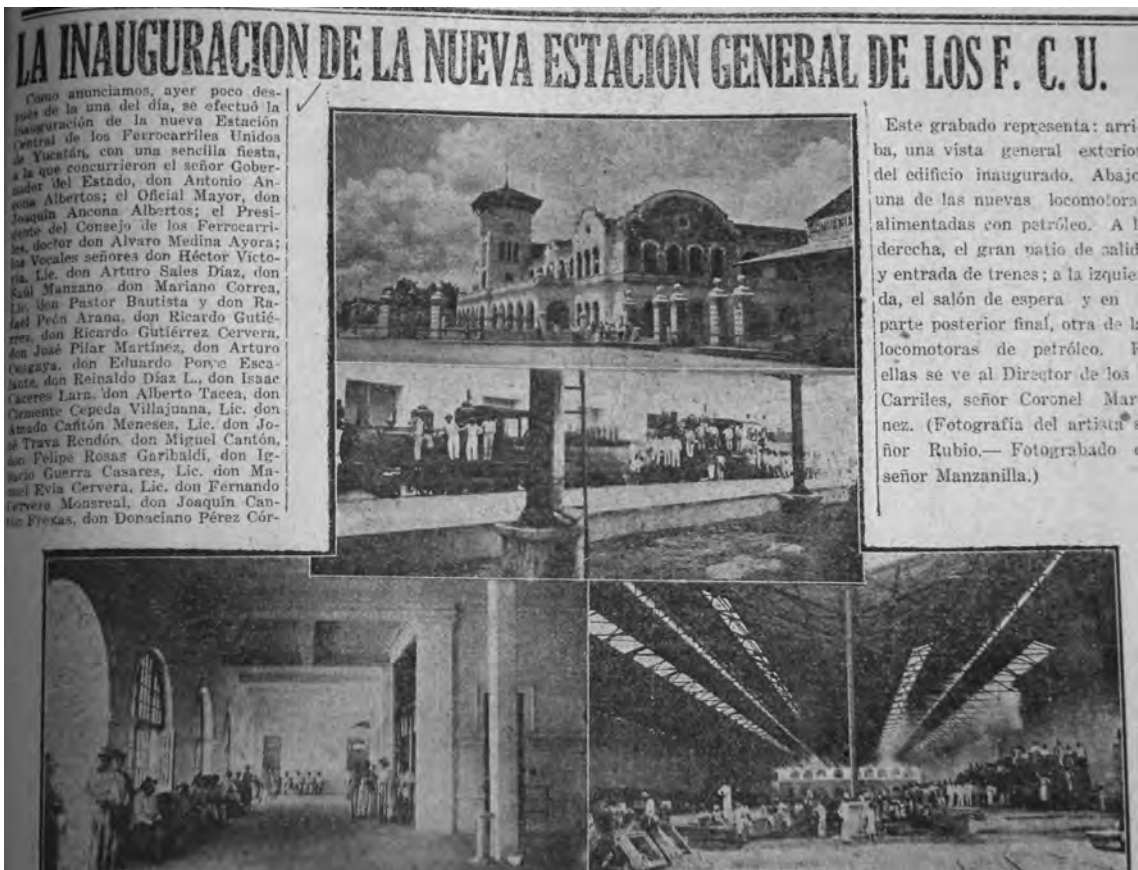 LA INAUGURACION DE LA NUEVA ESTACION GENERAL DE LOS F. C. U.
Como anunciamos, ayer poco des-
pués de la una del día, se efectuó la
inauguración de la nueva Estación
Central de los Ferrocarriles Unidos
de Yucatán, con una sencilla fiesta,
a la que concurrieron el señor Gober-
nador del Estado, don Antonio An-
cona Albertos; el Oficial Mayor, don
Joaquín Ancona Albertos; el Presi-
dente del Consejo de los Ferrocarri-
les, doctor don Alvaro Medina Ayora;
los Vocales señores don Héctor Victo-
ria, Lic. don Arturo Sales Díaz, don
Saúl Manzano, don Mariano Correa,
Lic. don Pastor Bautista y don Ra-
fael Peón Arana, don Ricardo Gutié-
rrez, don Ricardo Gutiérrez Cervera,
don José Pilar Martínez, don Arturo
don Eduardo Ponce Esca-
lante, don Reinaldo Díaz L., don Isaac
Cáceres Lara, don Alberto Tacea, don
Clemente Cepeda Villajuana, Lic. don
Amado Cantón Meneses, Lic. don Jo-
sé Trava Rendón, don Miguel Cantón,
don Felipe Rosas Garibaldi, don Ig-
nacio Guerra Casares, Lic. don Ma-
nuel Evia Cervera, Lic. don Fernando
Cervera Monsreal, don Joaquín Can-
tón Frexas, don Donaciano Pérez Cór-
Este grabado representa: arri-
ba, una vista general exterior
del edificio inaugurado. Abajo
una de las nuevas locomotora
alimentadas con petróleo. A l
derecha, el gran patio de salid
y entrada de trenes; a la izquie
da, el salón de espera y en
parte posterior final, otra de la
locomotoras de petróleo. E
ellas se ve al Director de los
Carriles, señor Coronel Mar
nez. (Fotografía del artista s
ñor Rubio.— Fotograbado
señor Manzanilla.)